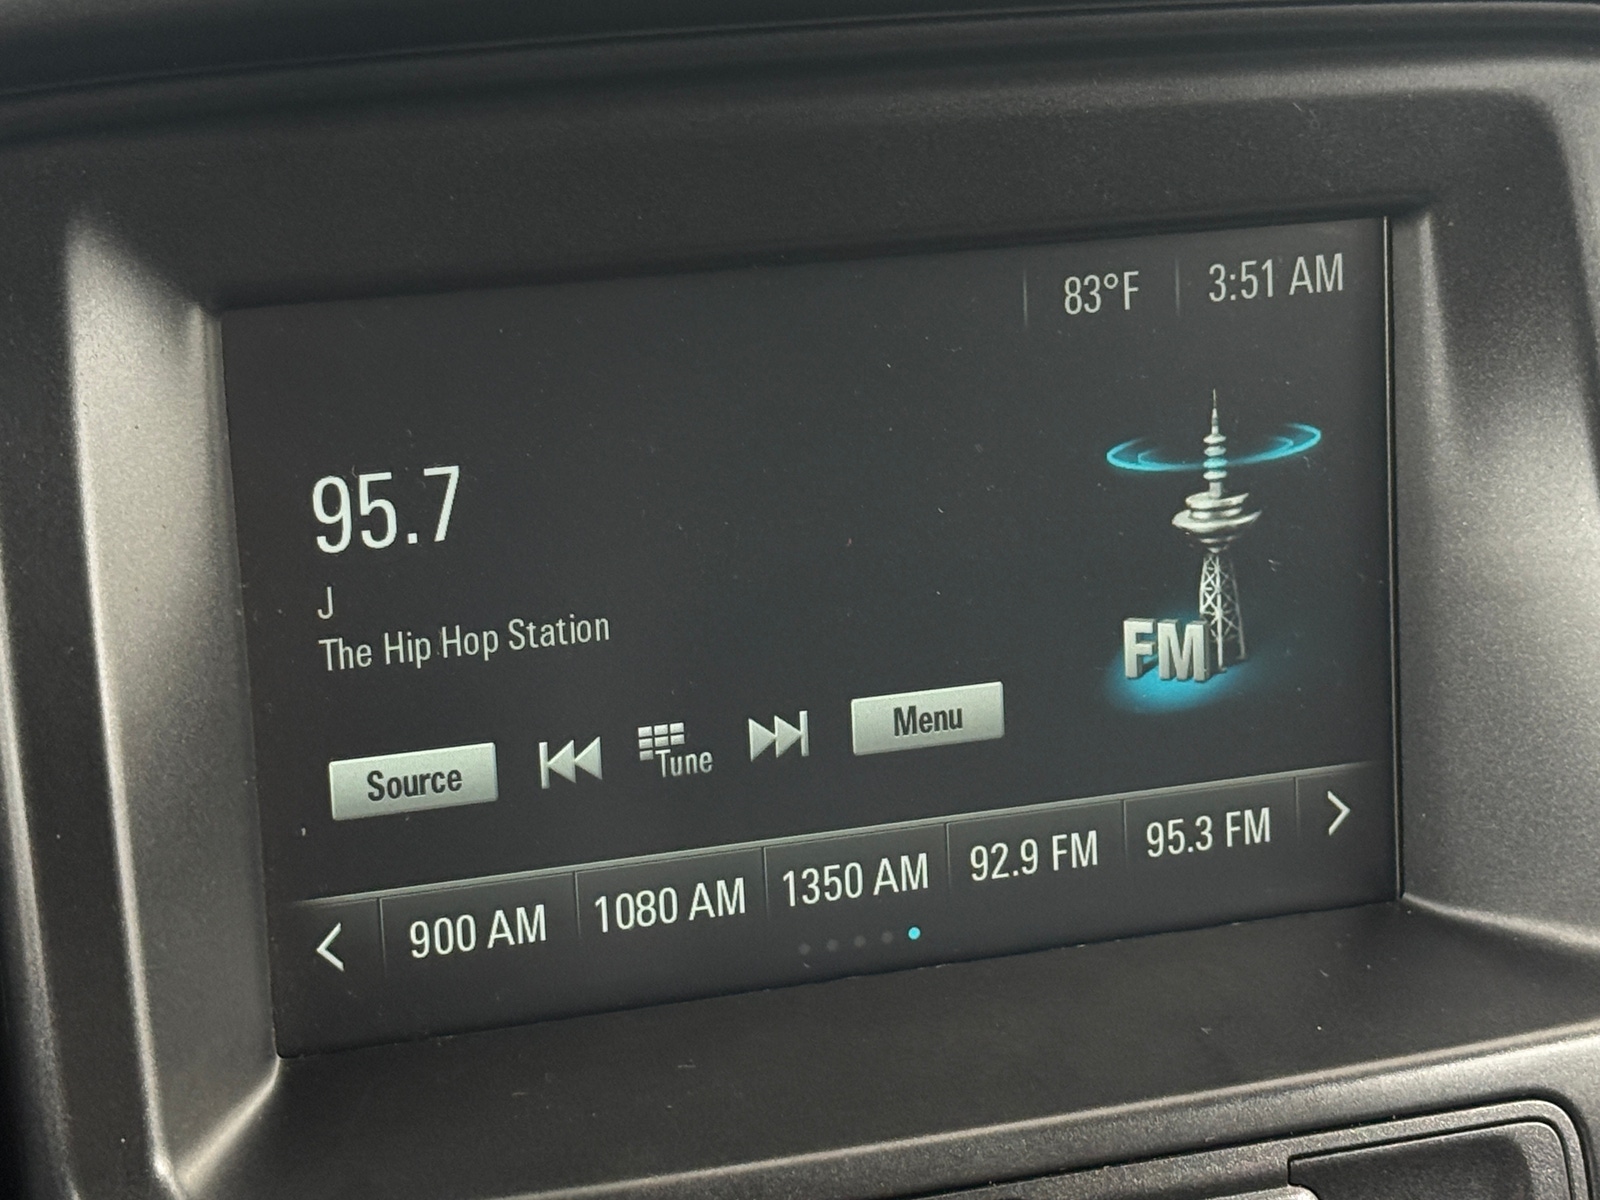 83°F 3:51 AM
95.7
J
The Hip Hop Station
FM
Source Tune Menu
900 AM 1080 AM 1350 AM 92.9 FM 95.3 FM